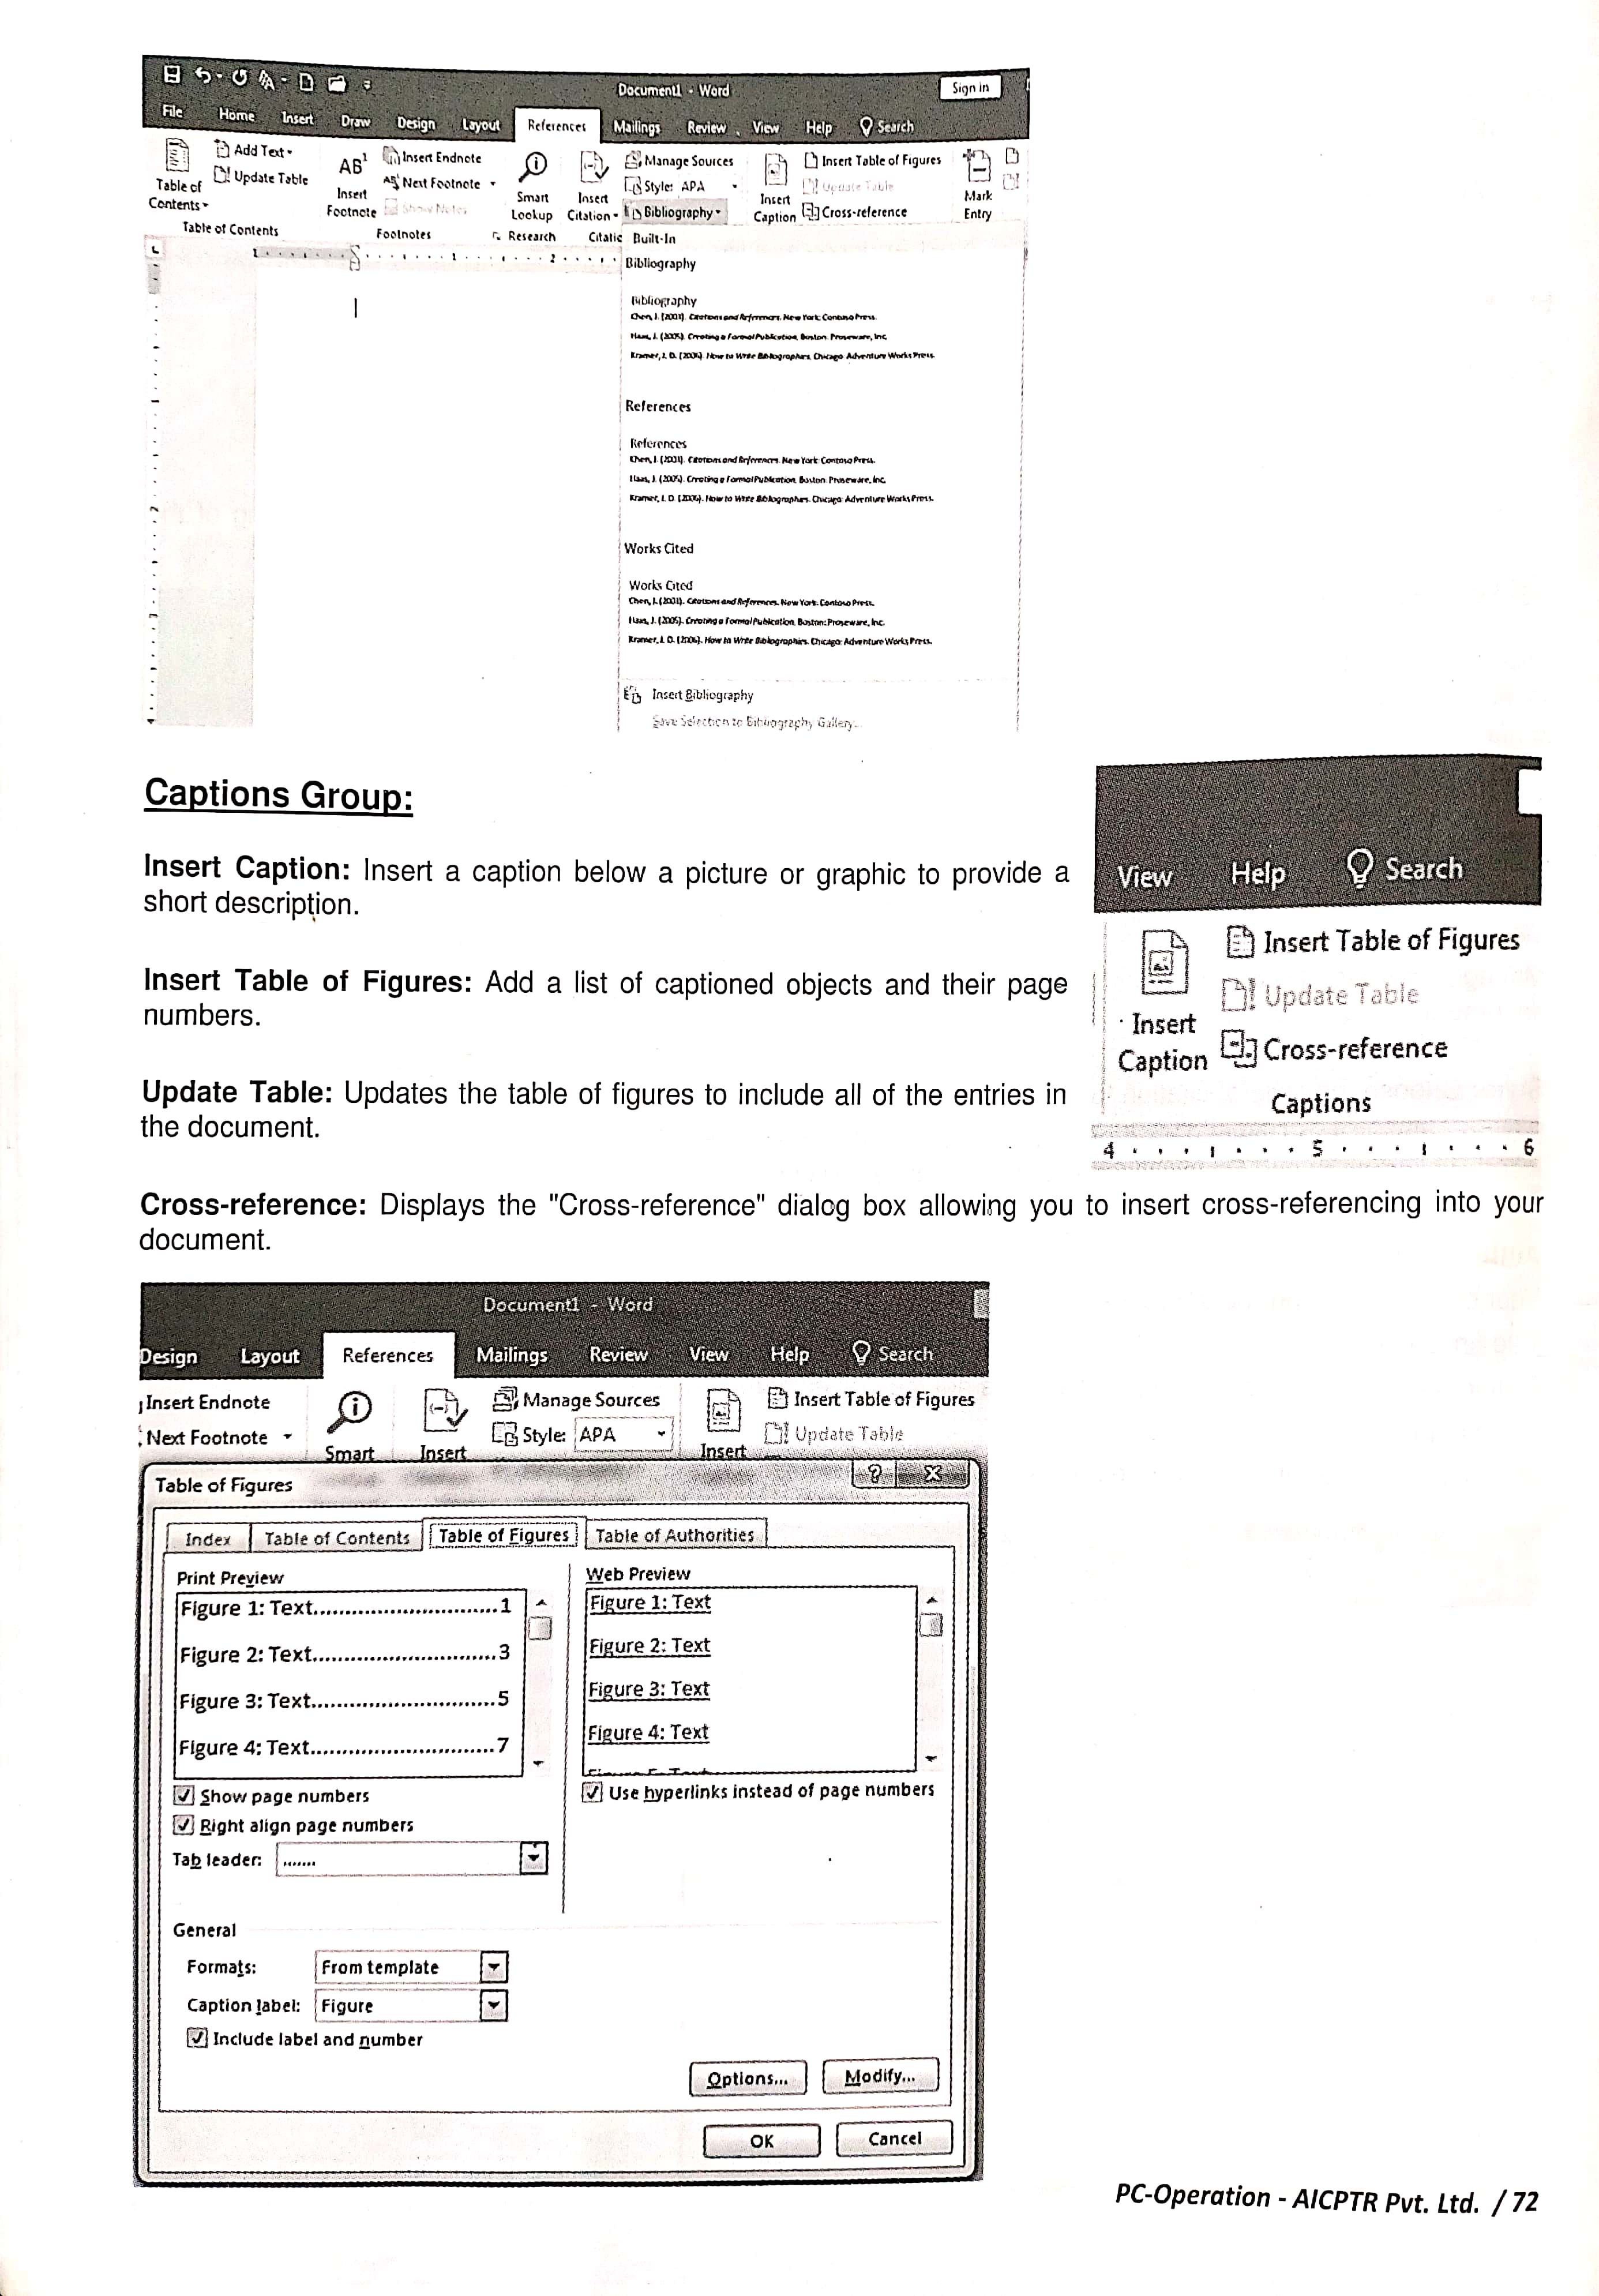 Document1 - Word
Sign in
File Home Insert Draw Design Layout References Mailings Review View Help Search
Table of Contents
Add Text
Update Table
Table of Contents
AB1
Insert Footnote
Insert Endnote
Next Footnote
Show Notes
Footnotes
Smart Lookup
Research
Insert Citation
Manage Sources
Style: APA
Bibliography
Citatic
Insert Caption
Insert Table of Figures
Update Table
Cross-reference
Mark Entry
Built-In
Bibliography
Bibliography
Chen, J. (2001). Citations and References. New York: Contoso Press.
Haas, J. (2005). Creating a Formal Publication. Boston: Proseware, Inc.
Kramer, J. D. (2006). How to Write Bibliographies. Chicago: Adventure Works Press.
References
References
Chen, J. (2001). Citations and References. New York: Contoso Press.
Haas, J. (2005). Creating a Formal Publication. Boston: Proseware, Inc.
Kramer, J. D. (2006). How to Write Bibliographies. Chicago: Adventure Works Press.
Works Cited
Works Cited
Chen, J. (2001). Citations and References. New York: Contoso Press.
Haas, J. (2005). Creating a Formal Publication. Boston: Proseware, Inc.
Kramer, J. D. (2006). How to Write Bibliographies. Chicago: Adventure Works Press.
Insert Bibliography
Save Selection to Bibliography Gallery...
Captions Group:
Insert Caption: Insert a caption below a picture or graphic to provide a
short description.
Insert Table of Figures: Add a list of captioned objects and their page
numbers.
Update Table: Updates the table of figures to include all of the entries in
the document.
View Help Search
Insert Caption
Insert Table of Figures
Update Table
Cross-reference
Captions
4 5 6
Cross-reference: Displays the "Cross-reference" dialog box allowing you to insert cross-referencing into your
document.
Document1 - Word
Design Layout References Mailings Review View Help Search
Insert Endnote
Next Footnote
Smart
Insert
Manage Sources
Style: APA
Insert
Insert Table of Figures
Update Table
Table of Figures
Index Table of Contents Table of Figures Table of Authorities
Print Preview
Figure 1: Text.............................1
Figure 2: Text.............................3
Figure 3: Text.............................5
Figure 4: Text.............................7
Web Preview
Figure 1: Text
Figure 2: Text
Figure 3: Text
Figure 4: Text
Show page numbers
Right align page numbers
Tab leader: .......
Use hyperlinks instead of page numbers
General
Formats: From template
Caption label: Figure
Include label and number
Options... Modify...
OK Cancel
PC-Operation - AICPTR Pvt. Ltd. / 72